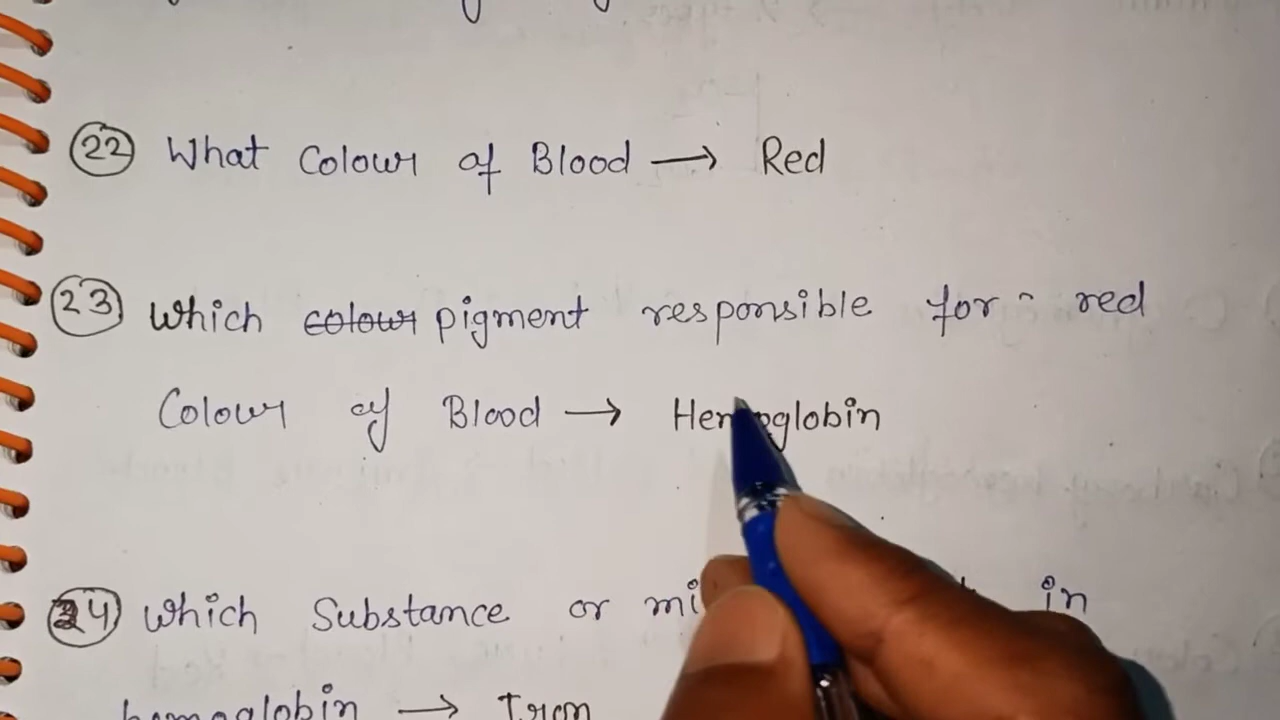 22 What Colour of Blood → Red
23 Which colour pigment responsible for red
Colour of Blood → Hemoglobin
24 Which Substance or in
hemoglobin → Iron